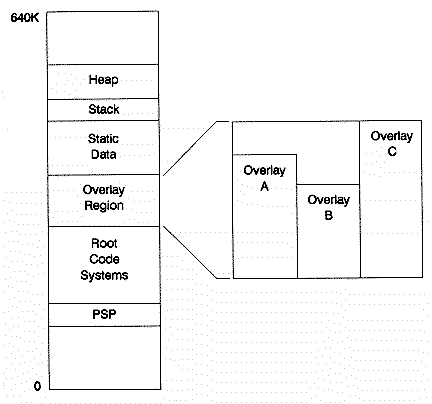 640K
Heap
Stack
Static
Data
Overlay
Region
Root
Code
Systems
PSP
0
Overlay
A
Overlay
B
Overlay
C